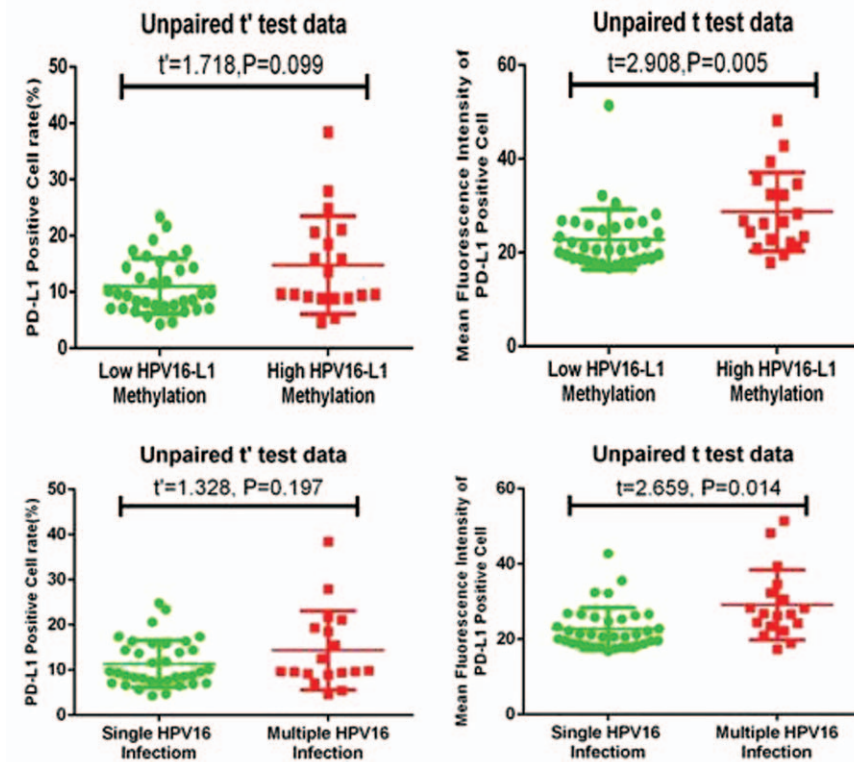 Unpaired t' test data
t'=1.718,P=0.099
PD-L1 Positive Cell rate(%)
50
40
30
20
10
0
Low HPV16-L1
Methylation
High HPV16-L1
Methylation
Unpaired t test data
t=2.908,P=0.005
Mean Fluorescence Intensity of
PD-L1 Positive Cell
60
40
20
0
Low HPV16-L1
Methylation
High HPV16-L1
Methylation
Unpaired t' test data
t'=1.328, P=0.197
PD-L1 Positive Cell rate(%)
50
40
30
20
10
0
Single HPV16
Infectiom
Multiple HPV16
Infection
Unpaired t test data
t=2.659, P=0.014
Mean Fluorescence Intensity of
PD-L1 Positive Cell
60
40
20
0
Single HPV16
Infectiom
Multiple HPV16
Infection